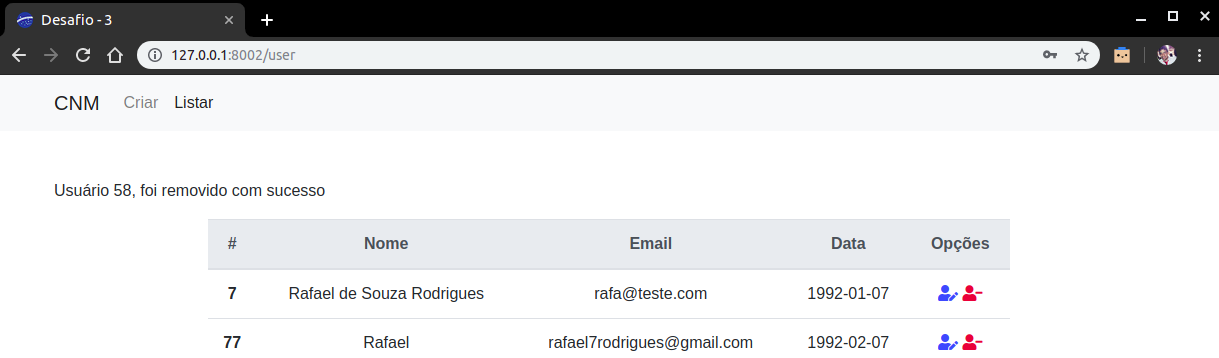 Desafio - 3
127.0.0.1:8002/user
CNM Criar Listar
Usuário 58, foi removido com sucesso
# Nome Email Data Opções
7 Rafael de Souza Rodrigues rafa@teste.com 1992-01-07
77 Rafael rafael7rodrigues@gmail.com 1992-02-07